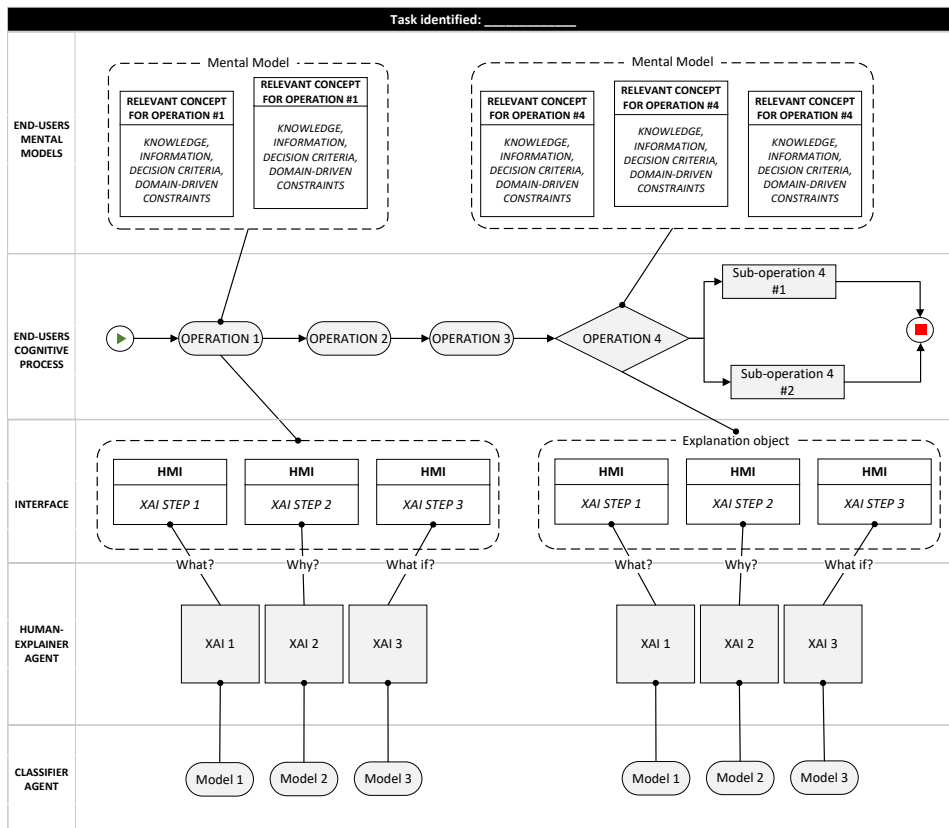 Task identified: _____________
END-USERS
MENTAL
MODELS
Mental Model
RELEVANT CONCEPT
FOR OPERATION #1
KNOWLEDGE,
INFORMATION,
DECISION CRITERIA,
DOMAIN-DRIVEN
CONSTRAINTS
RELEVANT CONCEPT
FOR OPERATION #1
KNOWLEDGE,
INFORMATION,
DECISION CRITERIA,
DOMAIN-DRIVEN
CONSTRAINTS
Mental Model
RELEVANT CONCEPT
FOR OPERATION #4
KNOWLEDGE,
INFORMATION,
DECISION CRITERIA,
DOMAIN-DRIVEN
CONSTRAINTS
RELEVANT CONCEPT
FOR OPERATION #4
KNOWLEDGE,
INFORMATION,
DECISION CRITERIA,
DOMAIN-DRIVEN
CONSTRAINTS
RELEVANT CONCEPT
FOR OPERATION #4
KNOWLEDGE,
INFORMATION,
DECISION CRITERIA,
DOMAIN-DRIVEN
CONSTRAINTS
END-USERS
COGNITIVE
PROCESS
OPERATION 1
OPERATION 2
OPERATION 3
OPERATION 4
Sub-operation 4
#1
Sub-operation 4
#2
INTERFACE
HMI
XAI STEP 1
HMI
XAI STEP 2
HMI
XAI STEP 3
Explanation object
HMI
XAI STEP 1
HMI
XAI STEP 2
HMI
XAI STEP 3
What?
Why?
What if?
What?
Why?
What if?
HUMAN-
EXPLAINER
AGENT
XAI 1
XAI 2
XAI 3
XAI 1
XAI 2
XAI 3
CLASSIFIER
AGENT
Model 1
Model 2
Model 3
Model 1
Model 2
Model 3